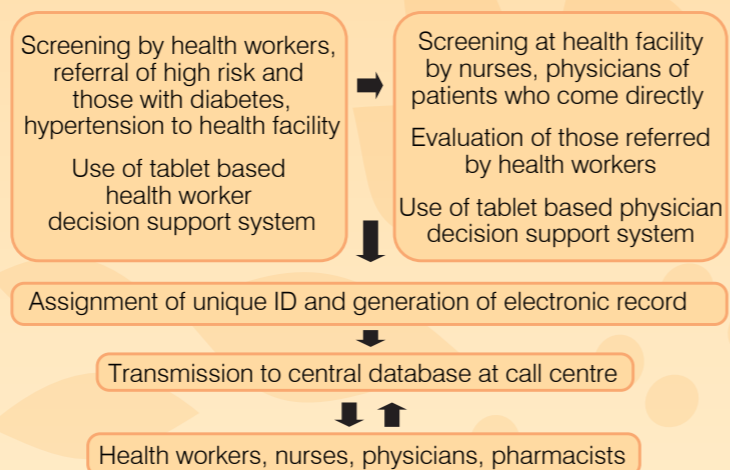 Screening by health workers,
referral of high risk and
those with diabetes,
hypertension to health facility
Use of tablet based
health worker
decision support system
Screening at health facility
by nurses, physicians of
patients who come directly
Evaluation of those referred
by health workers
Use of tablet based physician
decision support system
Assignment of unique ID and generation of electronic record
Transmission to central database at call centre
Health workers, nurses, physicians, pharmacists